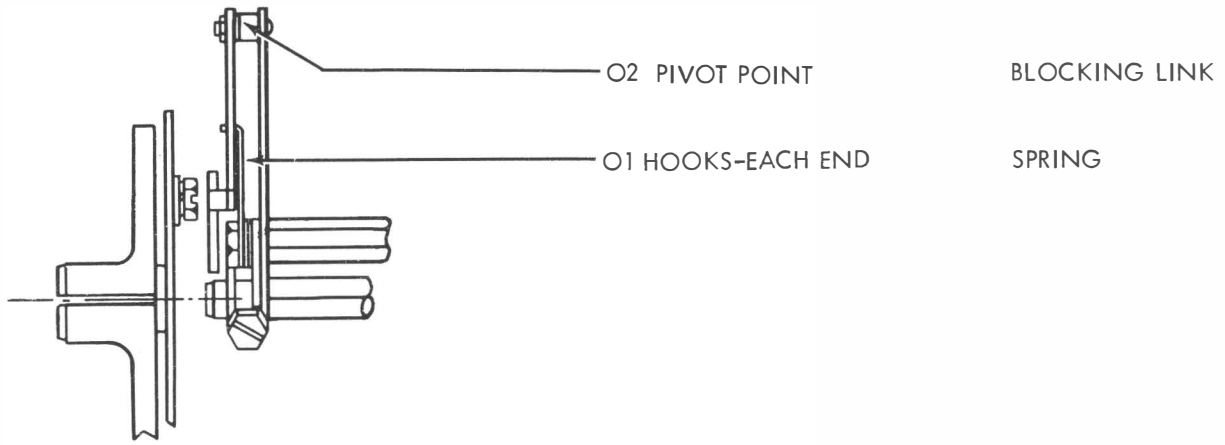 O2 PIVOT POINT BLOCKING LINK
O1 HOOKS-EACH END SPRING